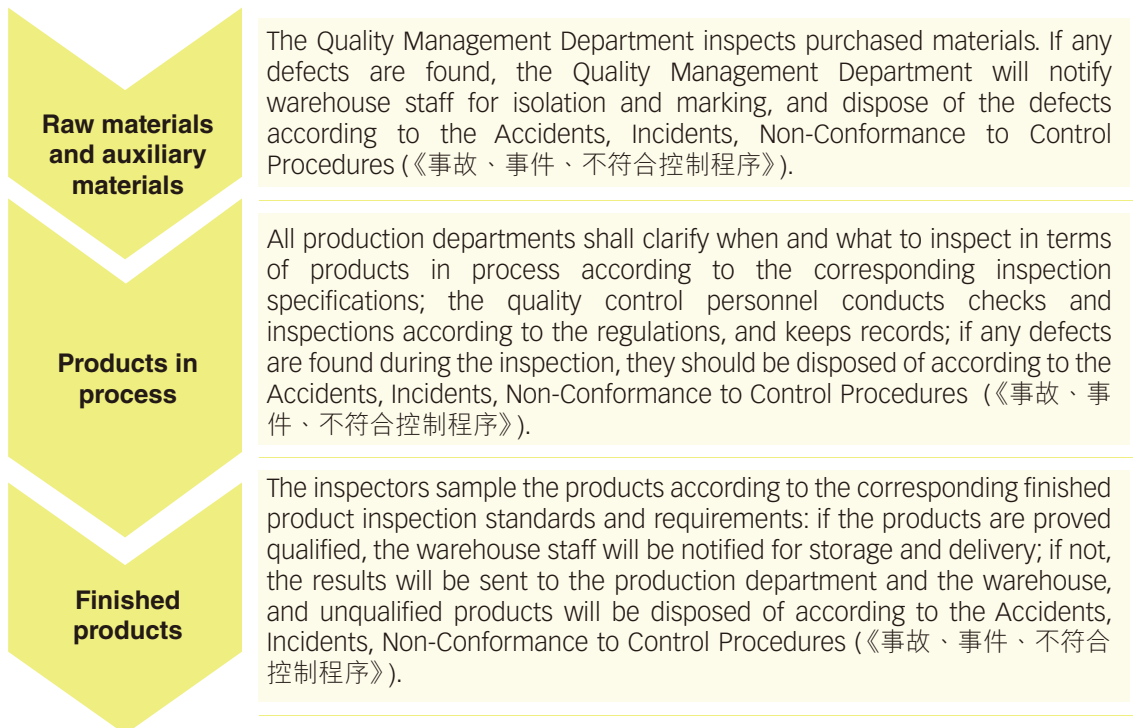 Raw materials
and auxiliary
materials
The Quality Management Department inspects purchased materials. If any
defects are found, the Quality Management Department will notify
warehouse staff for isolation and marking, and dispose of the defects
according to the Accidents, Incidents, Non-Conformance to Control
Procedures (《事故、事件、不符合控制程序》).
Products in
process
All production departments shall clarify when and what to inspect in terms
of products in process according to the corresponding inspection
specifications; the quality control personnel conducts checks and
inspections according to the regulations, and keeps records; if any defects
are found during the inspection, they should be disposed of according to the
Accidents, Incidents, Non-Conformance to Control Procedures (《事故、事
件、不符合控制程序》).
Finished
products
The inspectors sample the products according to the corresponding finished
product inspection standards and requirements: if the products are proved
qualified, the warehouse staff will be notified for storage and delivery; if not,
the results will be sent to the production department and the warehouse,
and unqualified products will be disposed of according to the Accidents,
Incidents, Non-Conformance to Control Procedures (《事故、事件、不符合
控制程序》).